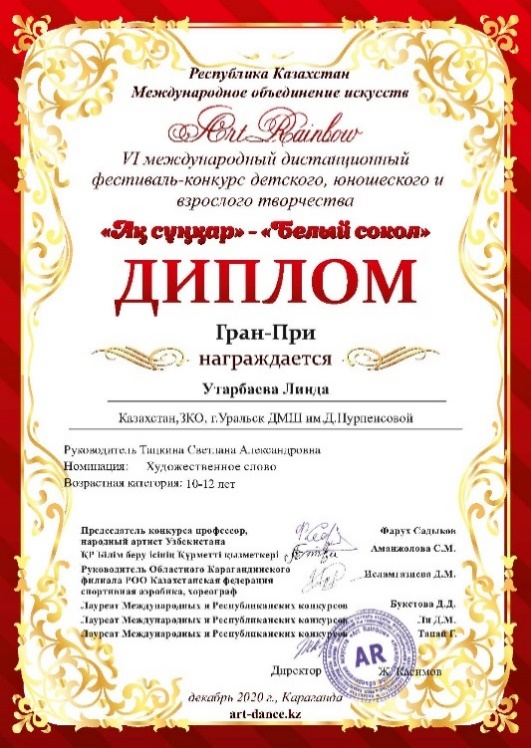 Республика Казахстан
Международное объединение искусств
Art Rainbow
VI международный дистанционный
фестиваль-конкурс детского, юношеского и
взрослого творчества
«Ақ сұңқар» - «Белый сокол»
ДИПЛОМ
Гран-При
награждается
Утарбаева Линда
Казахстан,ЗКО, г.Уральск ДМШ им.Д.Нурпеисовой
Руководитель Тацкина Светлана Александровна
Номинация: Художественное слово
Возрастная категория: 10-12 лет
Председатель конкурса профессор,
народный артист Узбекистана Фарух Садыков
ҚР Білім беру ісінің Құрметті қызметкері Аманжолова С.М.
Руководитель Областного Карагандинского
филиала РОО Казахстанская федерации Исламгазиева Д.М.
спортивная аэробика, хореограф
Лауреат Международных и Республиканских конкурсов Букетова Д.Д.
Лауреат Международных и Республиканских конкурсов Ли Д.М.
Лауреат Международных и Республиканских конкурсов Тапай Г.
AR
Директор Ж. Касимов
декабрь 2020 г., Караганда
art-dance.kz